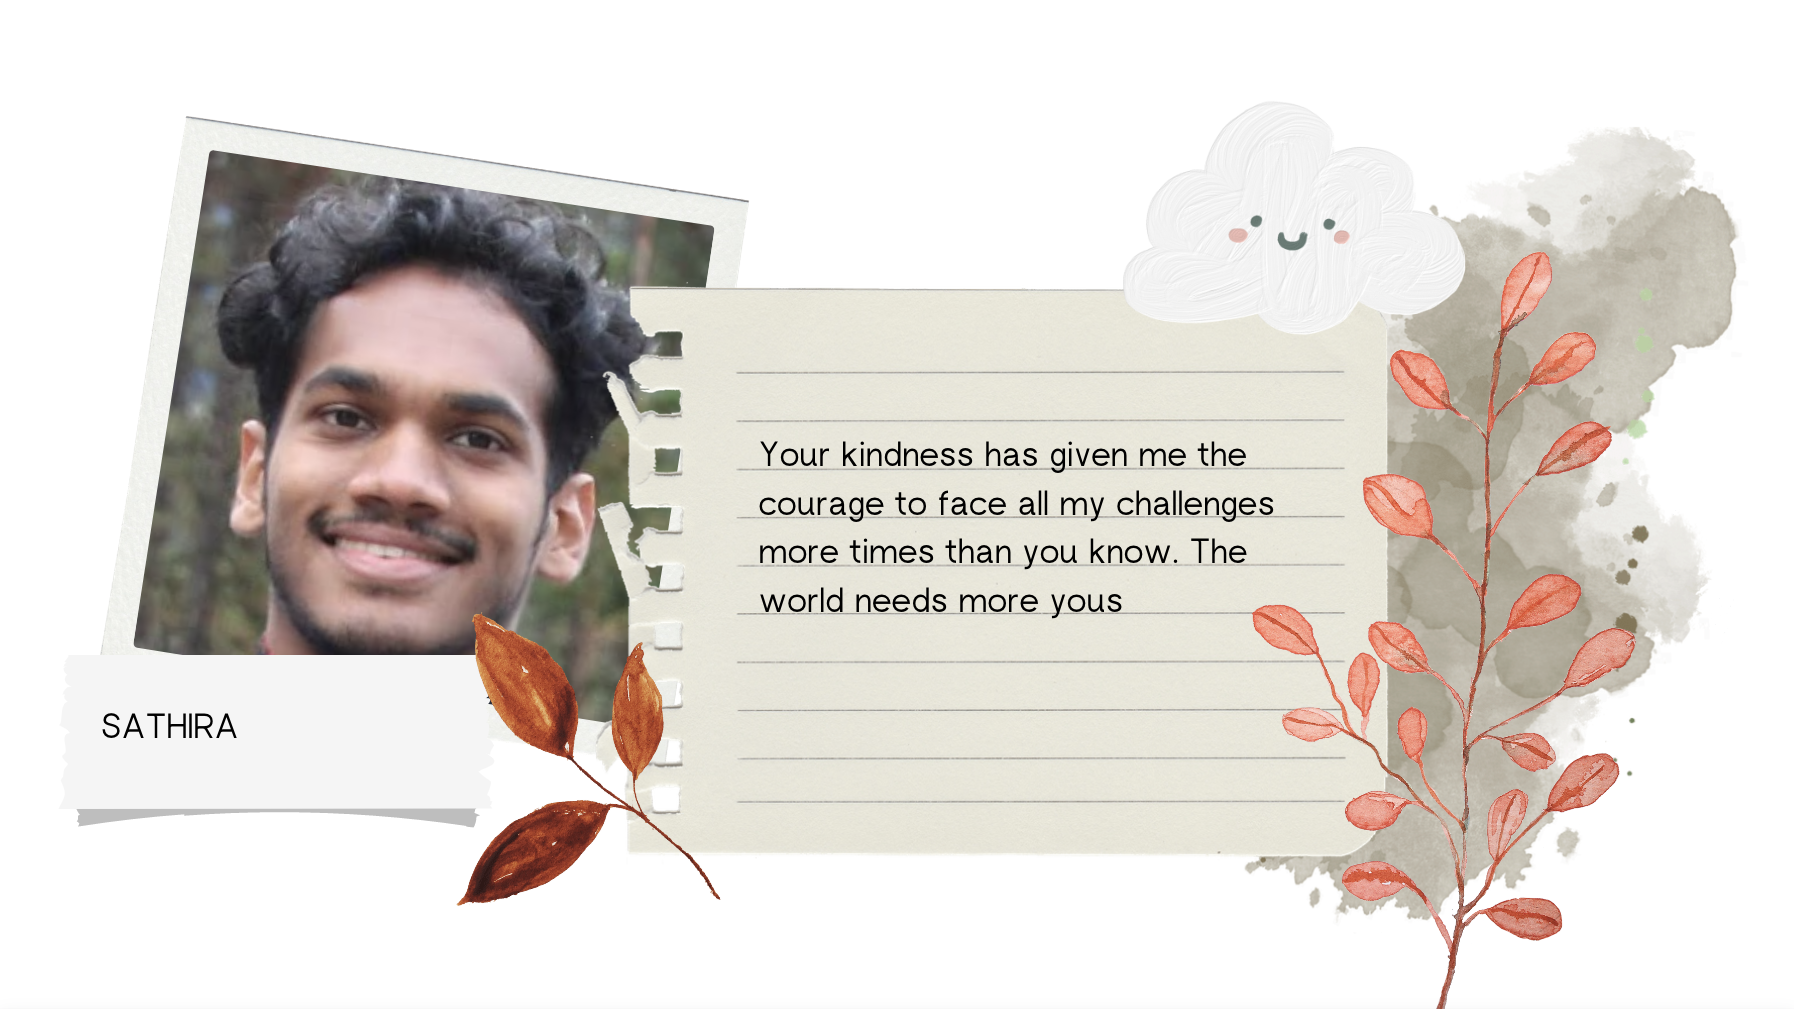 Your kindness has given me the
courage to face all my challenges
more times than you know. The
world needs more yous
SATHIRA